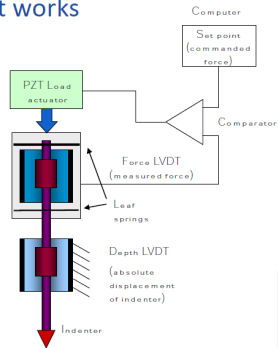 t works
Computer
Set point
(commanded
force)
PZT Load
actuator
Comparator
Force LVDT
(measured force)
Leaf
springs
Depth LVDT
(absolute
displacement
of indenter)
Indenter